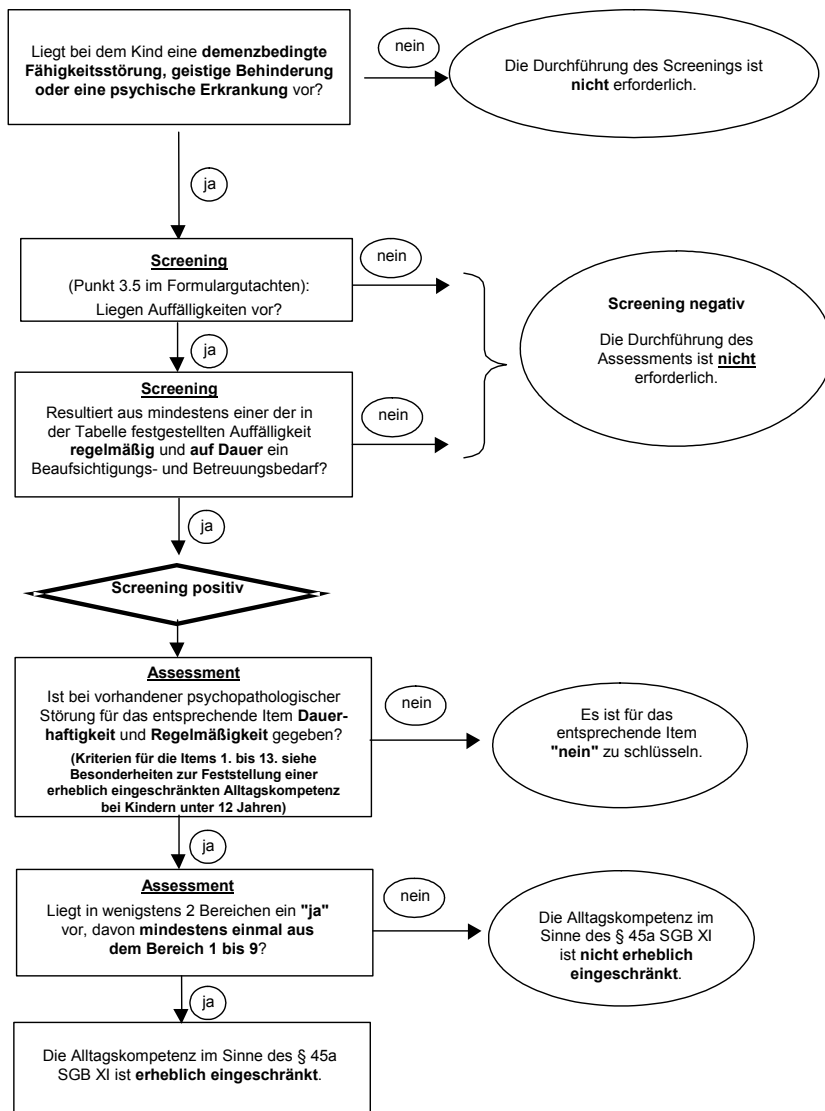 Liegt bei dem Kind eine demenzbedingte
Fähigkeitsstörung, geistige Behinderung
oder eine psychische Erkrankung vor?
nein
Die Durchführung des Screenings ist
nicht erforderlich.
ja
Screening
(Punkt 3.5 im Formulargutachten):
Liegen Auffälligkeiten vor?
nein
Screening negativ
Die Durchführung des
Assessments ist nicht
erforderlich.
ja
Screening
Resultiert aus mindestens einer der in
der Tabelle festgestellten Auffälligkeit
regelmäßig und auf Dauer ein
Beaufsichtigungs- und Betreuungsbedarf?
nein
ja
Screening positiv
Assessment
Ist bei vorhandener psychopathologischer
Störung für das entsprechende Item Dauer-
haftigkeit und Regelmäßigkeit gegeben?
(Kriterien für die Items 1. bis 13. siehe
Besonderheiten zur Feststellung einer
erheblich eingeschränkten Alltagskompetenz
bei Kindern unter 12 Jahren)
nein
Es ist für das
entsprechende Item
"nein" zu schlüsseln.
ja
Assessment
Liegt in wenigstens 2 Bereichen ein "ja"
vor, davon mindestens einmal aus
dem Bereich 1 bis 9?
nein
Die Alltagskompetenz im
Sinne des § 45a SGB XI
ist nicht erheblich
eingeschränkt.
ja
Die Alltagskompetenz im Sinne des § 45a
SGB XI ist erheblich eingeschränkt.